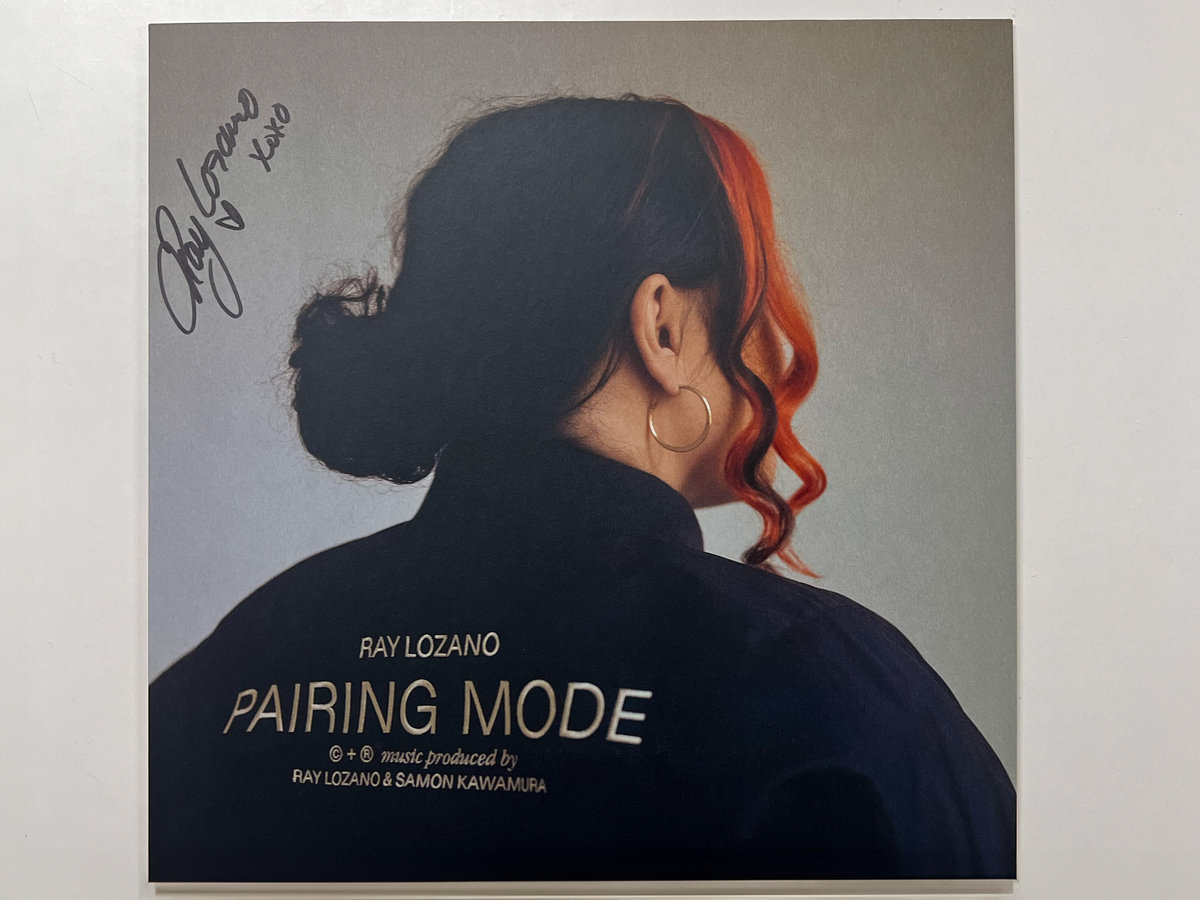 Ray Lozano
xoxo
RAY LOZANO
PAIRING MODE
© + ® music produced by
RAY LOZANO & SAMON KAWAMURA